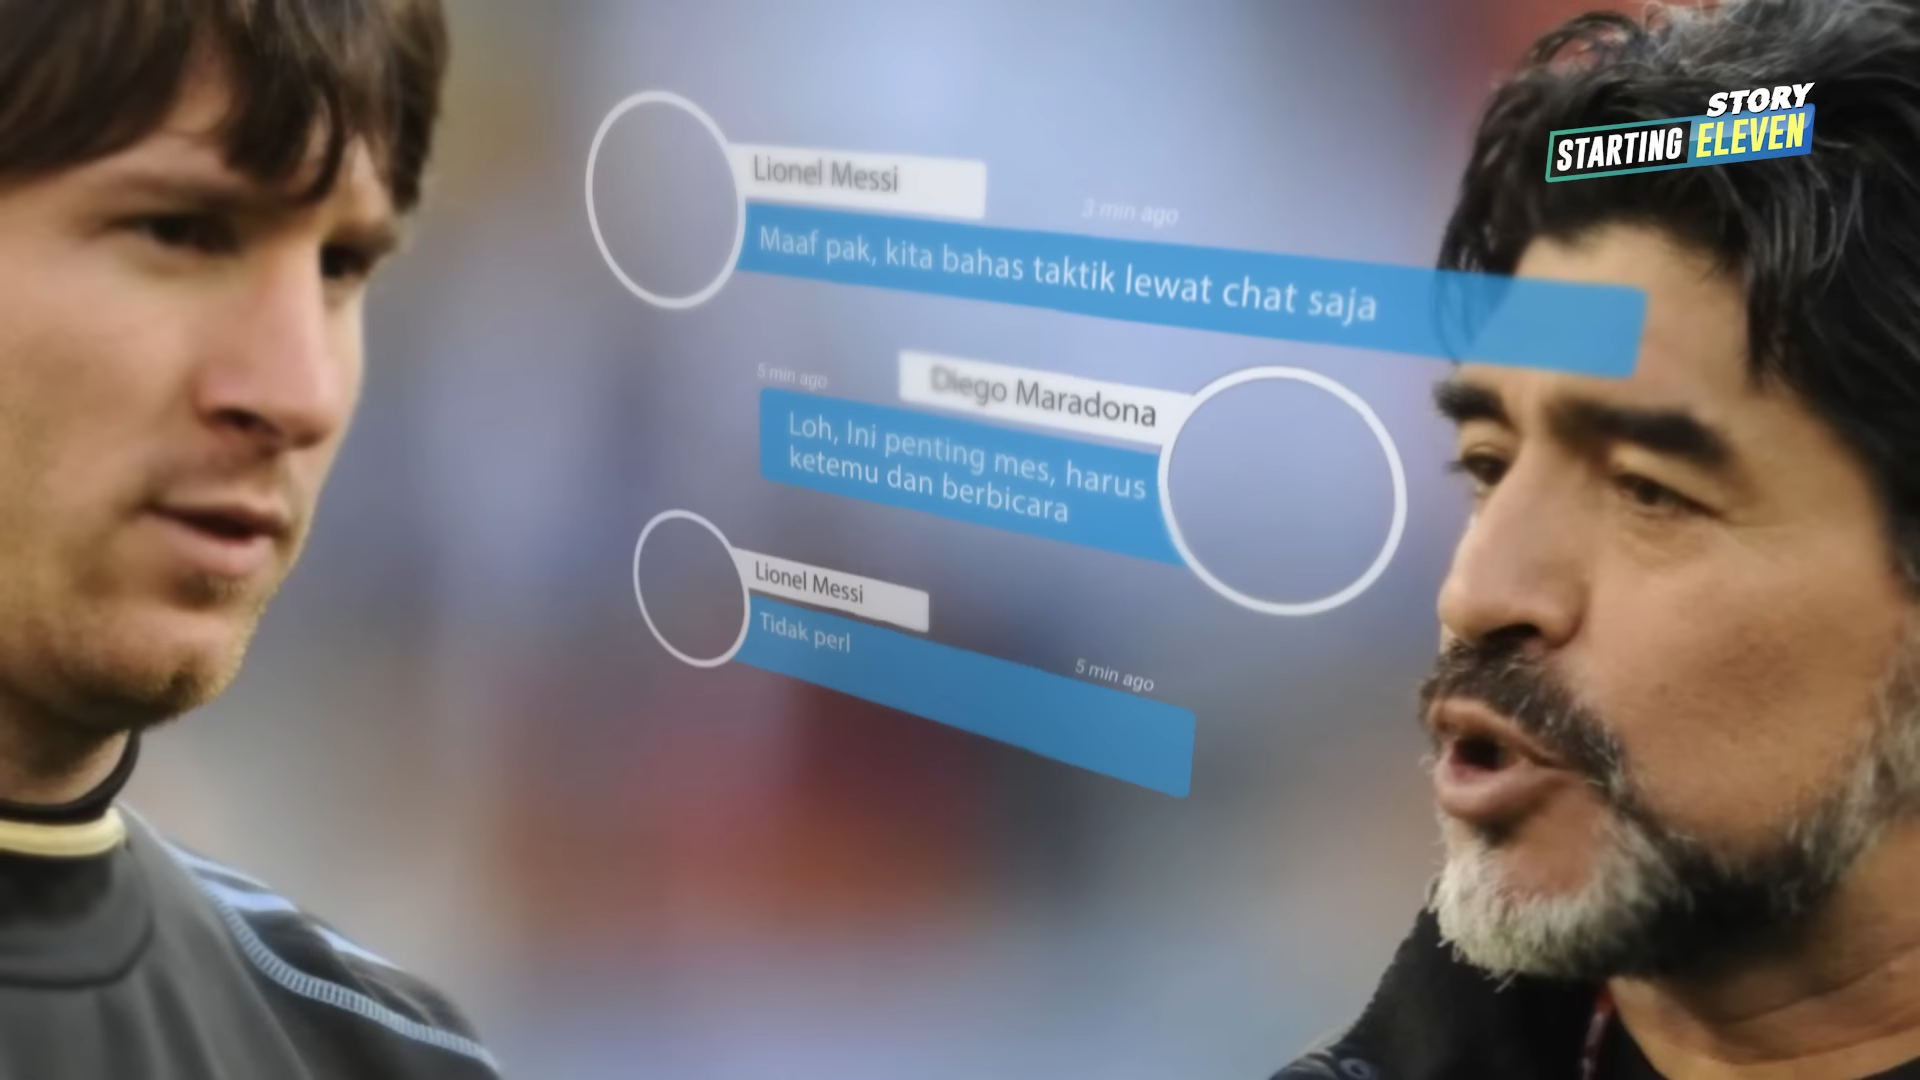 STORY
STARTING ELEVEN
Lionel Messi
3 min ago
Maaf pak, kita bahas taktik lewat chat saja
5 min ago
Diego Maradona
Loh, Ini penting mes, harus
ketemu dan berbicara
Lionel Messi
Tidak perl
5 min ago